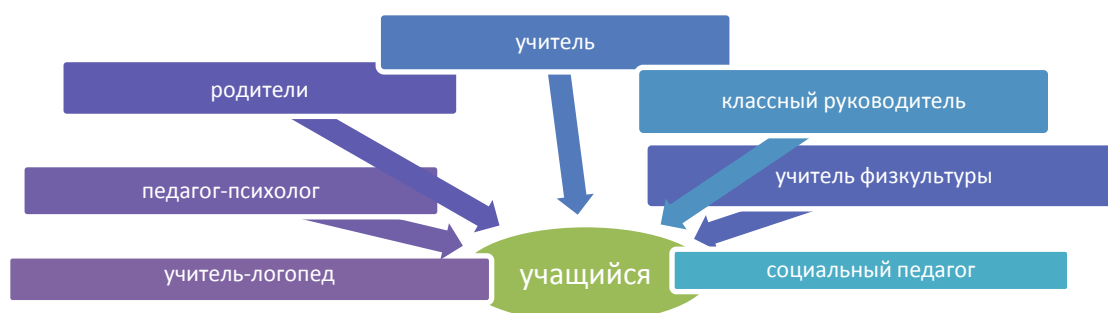 учитель
родители
классный руководитель
педагог-психолог
учитель физкультуры
учитель-логопед
учащийся
социальный педагог